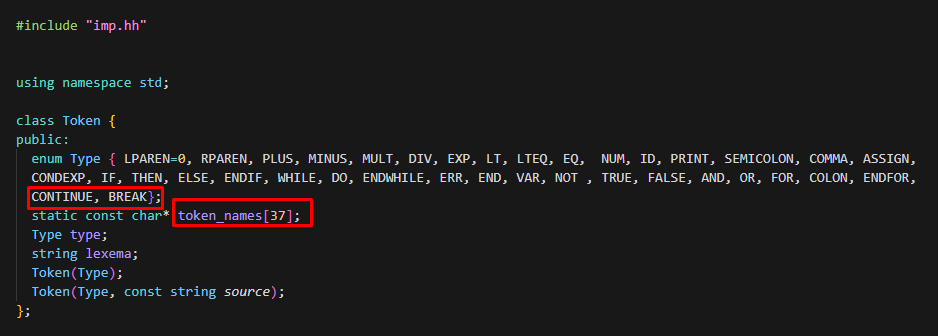 #include "imp.hh"
using namespace std;
class Token {
public:
enum Type { LPAREN=0, RPAREN, PLUS, MINUS, MULT, DIV, EXP, LT, LTEQ, EQ,  NUM, ID, PRINT, SEMICOLON, COMMA, ASSIGN,
CONDEXP, IF, THEN, ELSE, ENDIF, WHILE, DO, ENDWHILE, ERR, END, VAR, NOT , TRUE, FALSE, AND, OR, FOR, COLON, ENDFOR,
CONTINUE, BREAK};
static const char* token_names[37];
Type type;
string lexema;
Token(Type);
Token(Type, const string source);
};